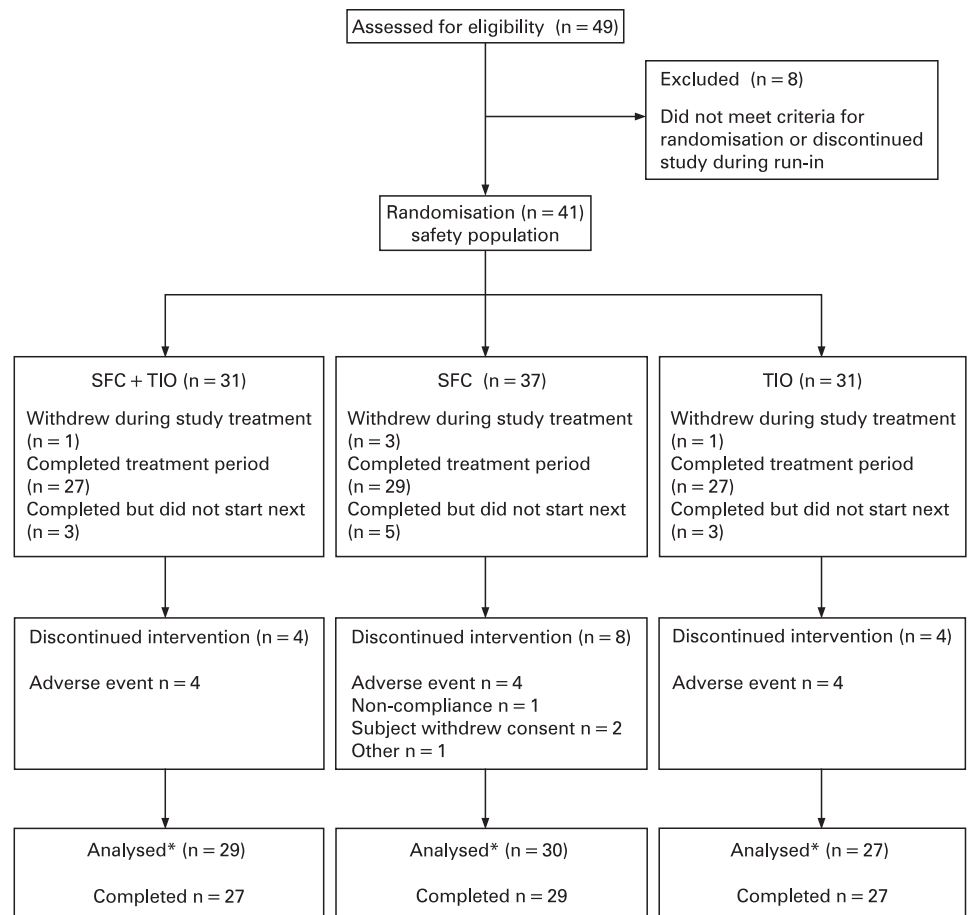 Assessed for eligibility (n = 49)
Excluded (n = 8)
Did not meet criteria for
randomisation or discontinued
study during run-in
Randomisation (n = 41)
safety population
SFC + TIO (n = 31)
Withdrew during study treatment
(n = 1)
Completed treatment period
(n = 27)
Completed but did not start next
(n = 3)
SFC (n = 37)
Withdrew during study treatment
(n = 3)
Completed treatment period
(n = 29)
Completed but did not start next
(n = 5)
TIO (n = 31)
Withdrew during study treatment
(n = 1)
Completed treatment period
(n = 27)
Completed but did not start next
(n = 3)
Discontinued intervention (n = 4)
Adverse event n = 4
Discontinued intervention (n = 8)
Adverse event n = 4
Non-compliance n = 1
Subject withdrew consent n = 2
Other n = 1
Discontinued intervention (n = 4)
Adverse event n = 4
Analysed* (n = 29)
Completed n = 27
Analysed* (n = 30)
Completed n = 29
Analysed* (n = 27)
Completed n = 27